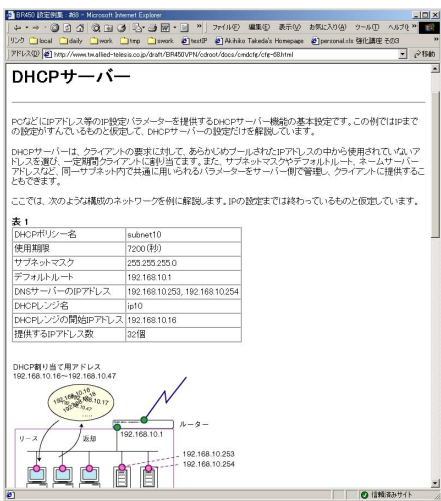 BR450 設定例集 : #68 - Microsoft Internet Explorer
ファイル(F) 編集(E) 表示(V) お気に入り(A) ツール(T) ヘルプ(H)
リンク local daily work tmp swork testIP Akihiko Takeda's Homepage personal.xls 強化講座 その3
アドレス(D) http://www.tw.allied-telesis.co.jp/draft/BR450VPN/cdroot/docs/cmdcfg/cfg-68.html 移動
DHCPサーバー
PCなどにIPアドレス等のIP設定パラメーターを提供するDHCPサーバー機能の基本設定です。この例ではIPまで
の設定がすんでいるものと仮定して、DHCPサーバーの設定だけを解説しています。
DHCPサーバーは、クライアントの要求に対して、あらかじめプールされたIPアドレスの中から使用されていないア
ドレスを選び、一定期間クライアントに割り当てます。また、サブネットマスクやデフォルトルート、ネームサーバー
アドレスなど、同一サブネット内で共通に用いられるパラメーターをサーバー側で管理し、クライアントに提供するこ
ともできます。
ここでは、次のような構成のネットワークを例に解説します。IPの設定までは終わっているものと仮定しています。
表 1
DHCPポリシー名 subnet10
使用期限 7200(秒)
サブネットマスク 255.255.255.0
デフォルトルート 192.168.10.1
DNSサーバーのIPアドレス 192.168.10.253, 192.168.10.254
DHCPレンジ名 ip10
DHCPレンジの開始IPアドレス 192.168.10.16
提供するIPアドレス数 32個
DHCP割り当て用アドレス
192.168.10.16～192.168.10.47
192.168.10.16
192.168.10.17
192.168.10.47
ルーター
192.168.10.1
リース 返却
192.168.10.253
192.168.10.254
信頼済みサイト